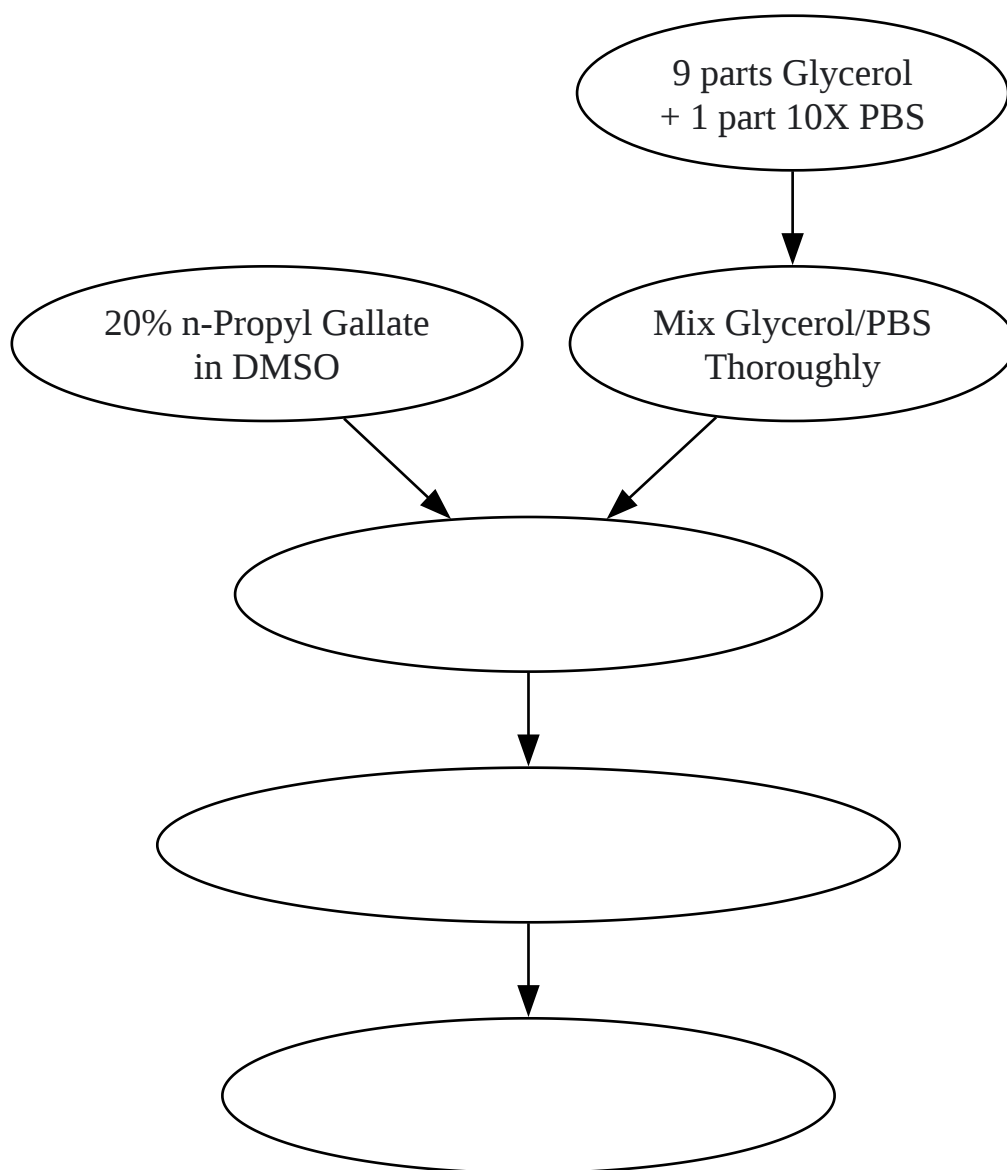 9 parts Glycerol
+ 1 part 10X PBS
20% n-Propyl Gallate
in DMSO
Mix Glycerol/PBS
Thoroughly